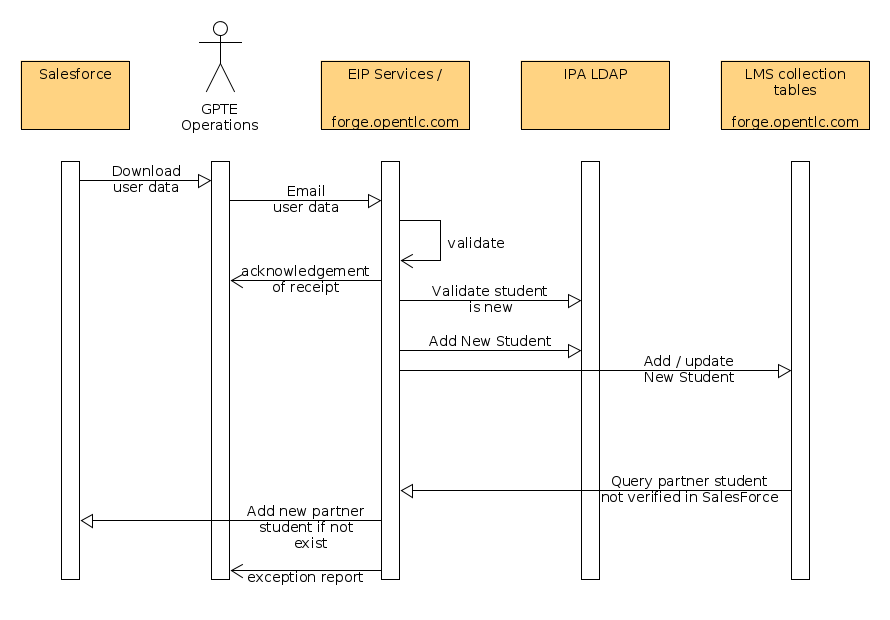 Salesforce
GPTE
Operations
EIP Services /
forge.opentlc.com
IPA LDAP
LMS collection
tables
forge.opentlc.com
Download
user data
Email
user data
validate
acknowledgement
of receipt
Validate student
is new
Add New Student
Add / update
New Student
Query partner student
not verified in SalesForce
Add new partner
student if not
exist
exception report